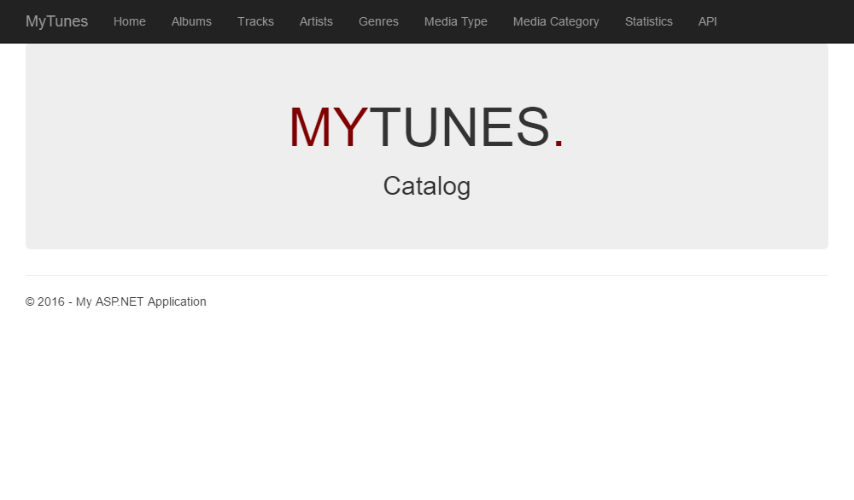 MyTunes Home Albums Tracks Artists Genres Media Type Media Category Statistics API
MYTUNES.
Catalog
© 2016 - My ASP.NET Application